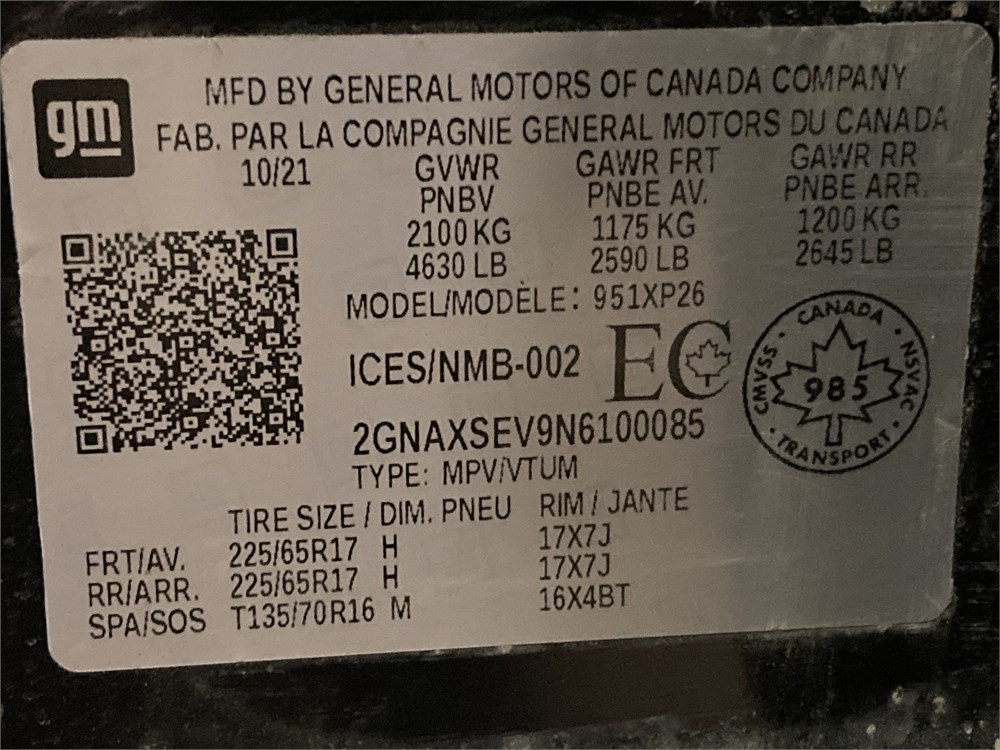 gm
MFD BY GENERAL MOTORS OF CANADA COMPANY
FAB. PAR LA COMPAGNIE GENERAL MOTORS DU CANADA
10/21 GVWR GAWR FRT GAWR RR
PNBV PNBE AV. PNBE ARR.
2100 KG 1175 KG 1200 KG
4630 LB 2590 LB 2645 LB
MODEL/MODÈLE: 951XP26
ICES/NMB-002 EC
CANADA
CMVSS 985 NSVAC
TRANSPORT
2GNAXSEV9N6100085
TYPE: MPV/VTUM
TIRE SIZE / DIM. PNEU RIM / JANTE
FRT/AV. 225/65R17 H 17X7J
RR/ARR. 225/65R17 H 17X7J
SPA/SOS T135/70R16 M 16X4BT